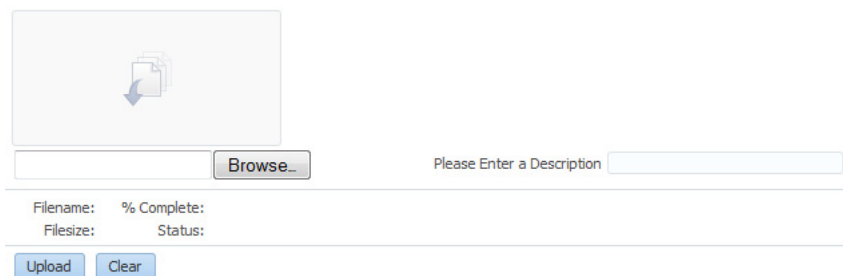 Browse... Please Enter a Description
Filename: % Complete:
Filesize: Status:
Upload Clear